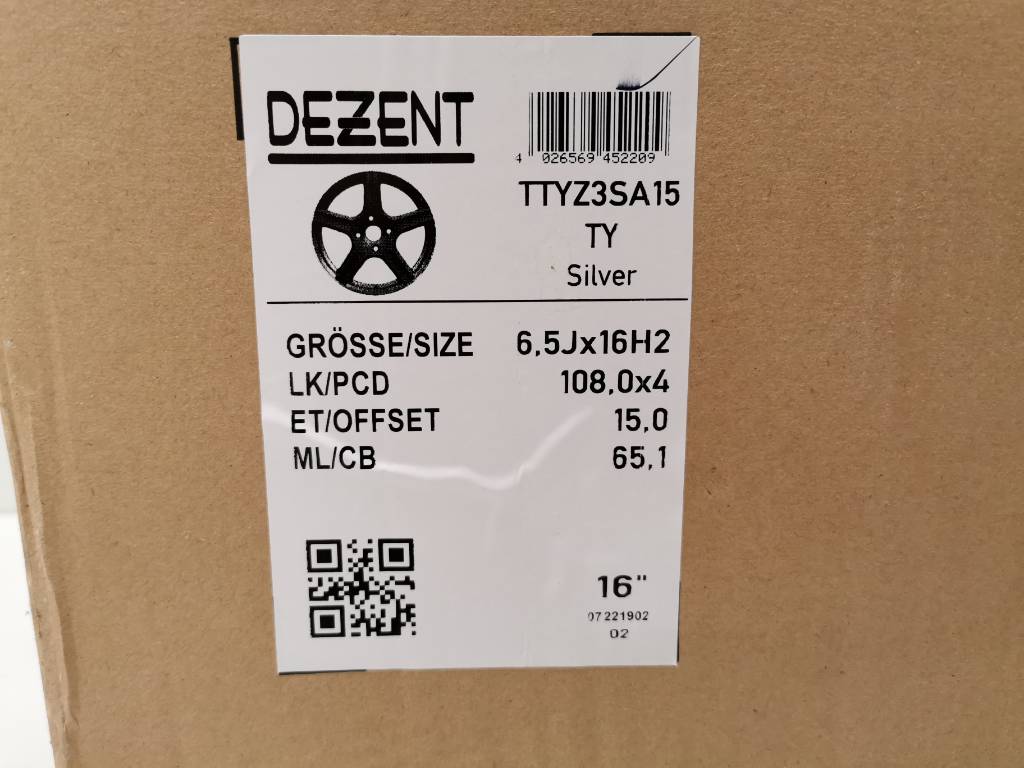 DEZENT
4 026569 452209
TTYZ3SA15
TY
Silver
GRÖSSE/SIZE 6,5Jx16H2
LK/PCD 108,0x4
ET/OFFSET 15,0
ML/CB 65,1
16"
07221902
02